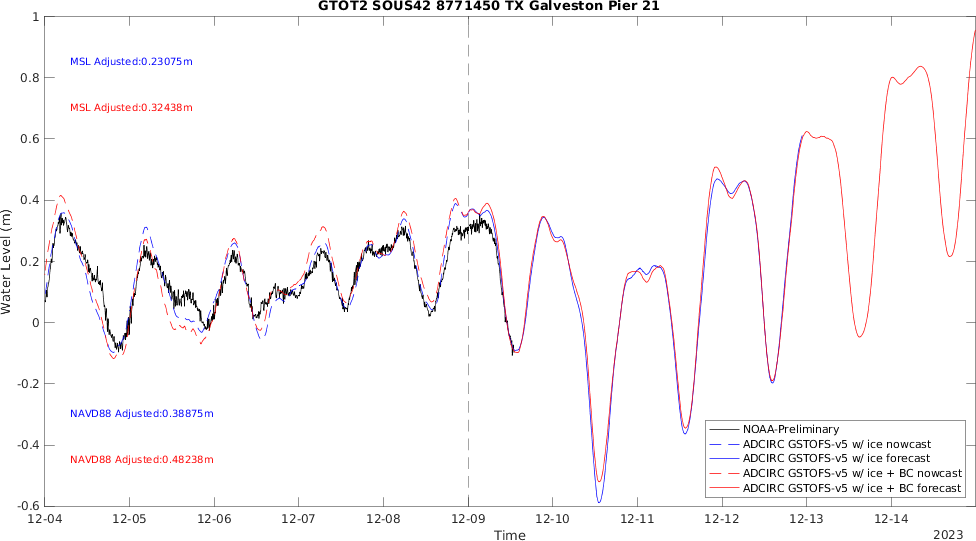 GTOT2 SOUS42 8771450 TX Galveston Pier 21
1
0.8
0.6
0.4
0.2
0
-0.2
-0.4
-0.6
Water Level (m)
MSL Adjusted:0.23075m
MSL Adjusted:0.32438m
NAVD88 Adjusted:0.38875m
NAVD88 Adjusted:0.48238m
NOAA-Preliminary
ADCIRC GSTOFS-v5 w/ ice nowcast
ADCIRC GSTOFS-v5 w/ ice forecast
ADCIRC GSTOFS-v5 w/ ice + BC nowcast
ADCIRC GSTOFS-v5 w/ ice + BC forecast
12-04 12-05 12-06 12-07 12-08 12-09 12-10 12-11 12-12 12-13 12-14
Time
2023